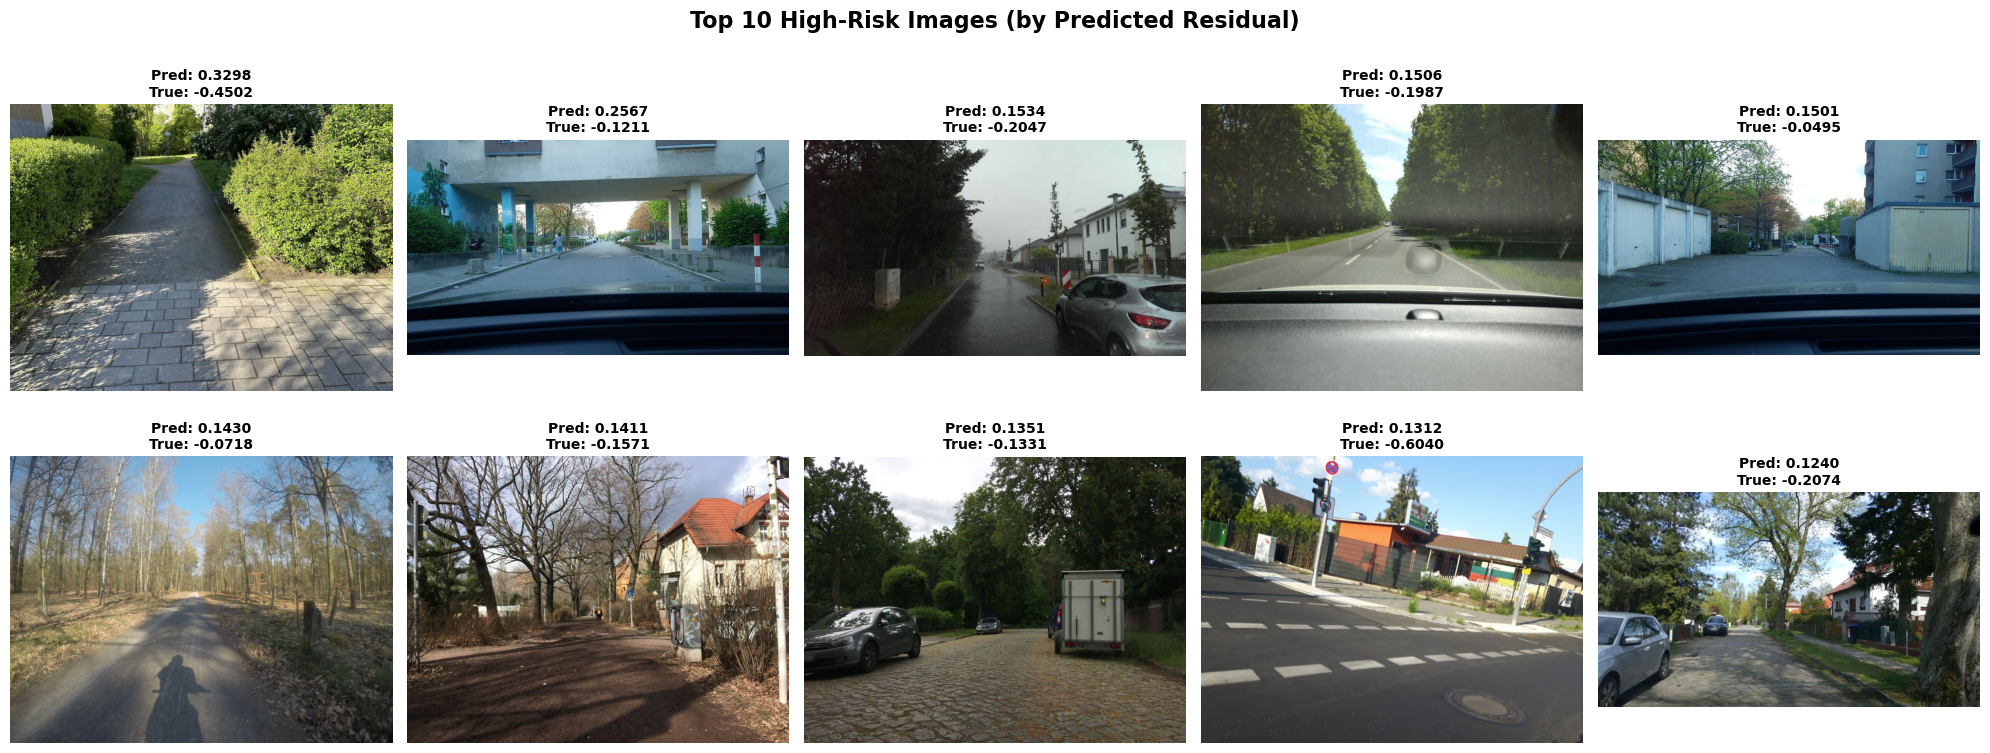 Top 10 High-Risk Images (by Predicted Residual)
Pred: 0.3298
True: -0.4502
Pred: 0.2567
True: -0.1211
Pred: 0.1534
True: -0.2047
Pred: 0.1506
True: -0.1987
Pred: 0.1501
True: -0.0495
Pred: 0.1430
True: -0.0718
Pred: 0.1411
True: -0.1571
Pred: 0.1351
True: -0.1331
Pred: 0.1312
True: -0.6040
Pred: 0.1240
True: -0.2074